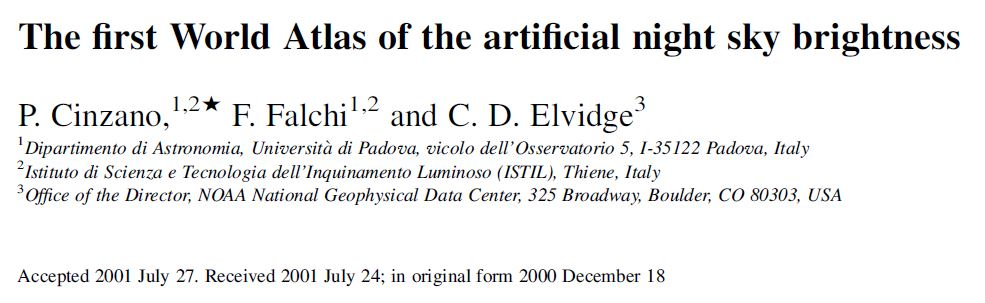 The first World Atlas of the artificial night sky brightness
P. Cinzano,1,2★ F. Falchi1,2 and C. D. Elvidge3
1Dipartimento di Astronomia, Università di Padova, vicolo dell'Osservatorio 5, I-35122 Padova, Italy
2Istituto di Scienza e Tecnologia dell'Inquinamento Luminoso (ISTIL), Thiene, Italy
3Office of the Director, NOAA National Geophysical Data Center, 325 Broadway, Boulder, CO 80303, USA
Accepted 2001 July 27. Received 2001 July 24; in original form 2000 December 18